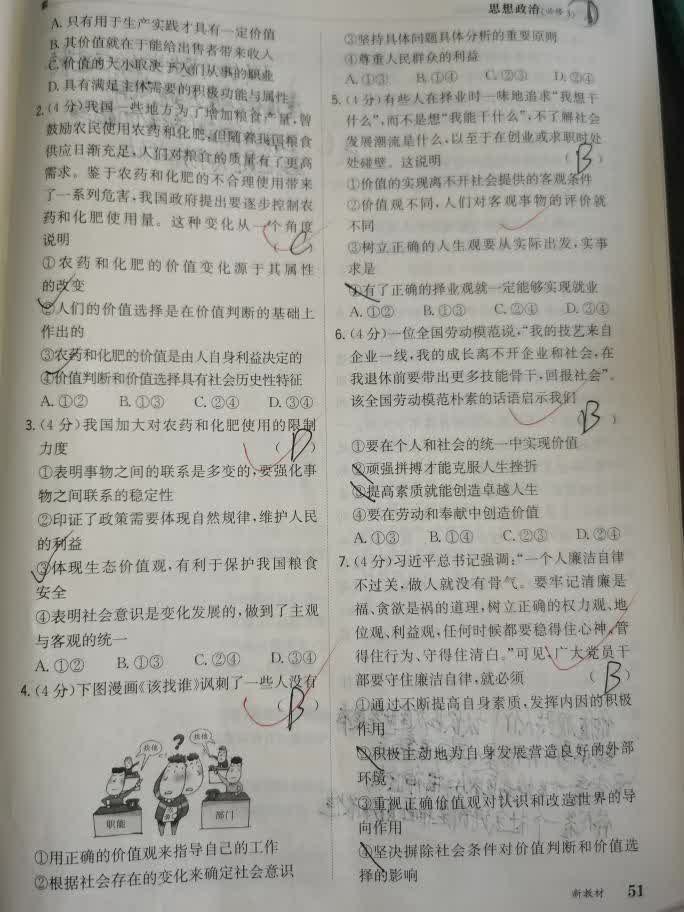 思想政治(必修4)
A.只有用于生产实践才具有一定价值
B.其价值就在于能给出售者带来收入
C.价值的大小取决于人们从事的职业
D.具有满足主体需要的积极功能与属性
2.(4分)我国一些地方为了增加粮食产量,曾
鼓励农民使用农药和化肥,但随着我国粮食
供应日渐充足,人们对粮食的质量有了更高
需求。鉴于农药和化肥的不合理使用带来
了一系列危害,我国政府提出要逐步控制农
药和化肥使用量。这种变化从一个角度
说明
C
①农药和化肥的价值变化源于其属性
的改变
②人们的价值选择是在价值判断的基础上
作出的
③农药和化肥的价值是由人自身利益决定的
④价值判断和价值选择具有社会历史性特征
A.①② B.①③ C.②④ D.③④
3.(4分)我国加大对农药和化肥使用的限制
力度 ( D )
①表明事物之间的联系是多变的,要强化事
物之间联系的稳定性
②印证了政策需要体现自然规律,维护人民
的利益
③体现生态价值观,有利于保护我国粮食
安全
④表明社会意识是变化发展的,做到了主观
与客观的统一
A.①② B.①③ C.②④ D.③④
4.(4分)下图漫画《该找谁》讽刺了一些人没有
( B )
找他
?
找他
职能
部门
①用正确的价值观来指导自己的工作
②根据社会存在的变化来确定社会意识
③坚持具体问题具体分析的重要原则
④尊重人民群众的利益
A.①③ B.①④ C.②③ D.②④
5.(4分)有些人在择业时一味地追求“我想干
什么”,而不是想“我能干什么”,不了解社会
发展潮流是什么,以至于在创业或求职时处
处碰壁。这说明 ( B )
①价值的实现离不开社会提供的客观条件
②价值观不同,人们对客观事物的评价就
不同
③树立正确的人生观要从实际出发,实事
求是
④有了正确的择业观就一定能够实现就业
A.①② B.①③ C.②④ D.③④
6.(4分)一位全国劳动模范说,“我的技艺来自
企业一线,我的成长离不开企业和社会,在
我退休前要带出更多技能骨干,回报社会”。
该全国劳动模范朴素的话语启示我们
B )
①要在个人和社会的统一中实现价值
②顽强拼搏才能克服人生挫折
③提高素质就能创造卓越人生
④要在劳动和奉献中创造价值
A.①③ B.①④ C.②③ D.②④
7.(4分)习近平总书记强调:“一个人廉洁自律
不过关,做人就没有骨气。要牢记清廉是
福、贪欲是祸的道理,树立正确的权力观、地
位观、利益观,任何时候都要稳得住心神、管
得住行为、守得住清白。”可见,广大党员干
部要守住廉洁自律,就必须 ( B )
①通过不断提高自身素质,发挥内因的积极
作用
②积极主动地为自身发展营造良好的外部
环境
③重视正确价值观对认识和改造世界的导
向作用
④坚决摒除社会条件对价值判断和价值选
择的影响
新教材 51